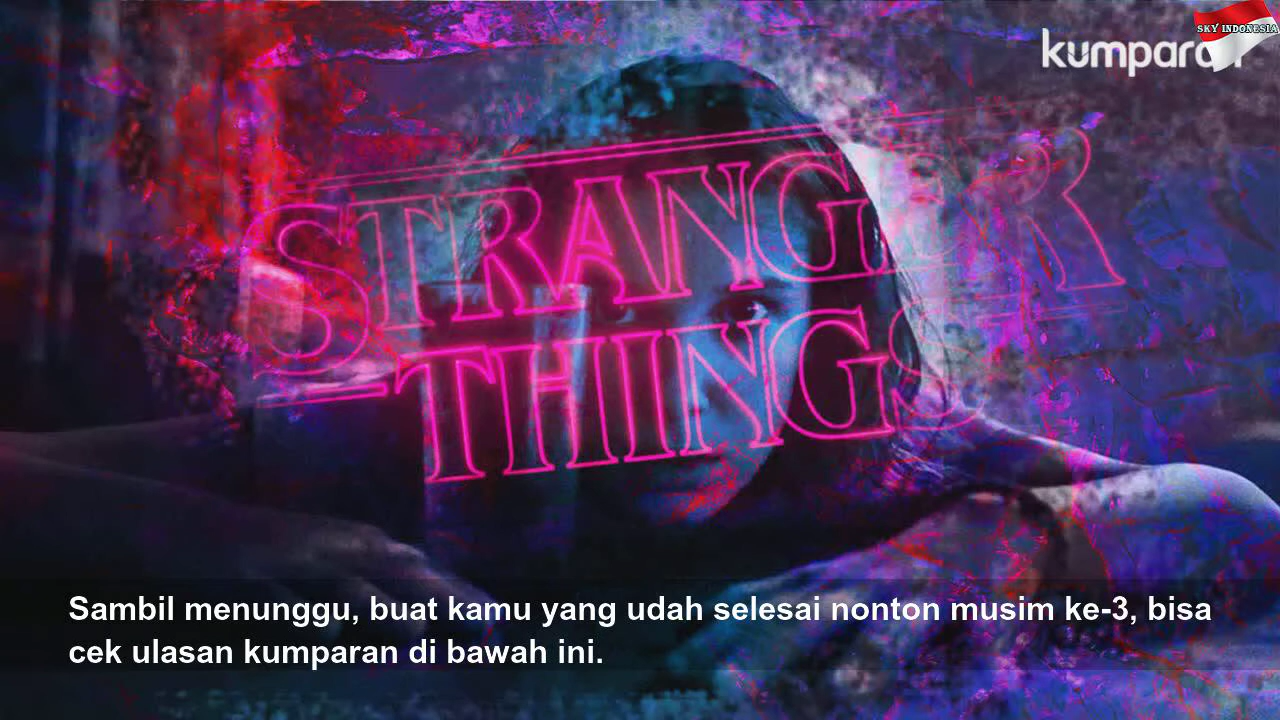 SKY INDONESIA
kumparan
STRANGER
THINGS
Sambil menunggu, buat kamu yang udah selesai nonton musim ke-3, bisa
cek ulasan kumparan di bawah ini.